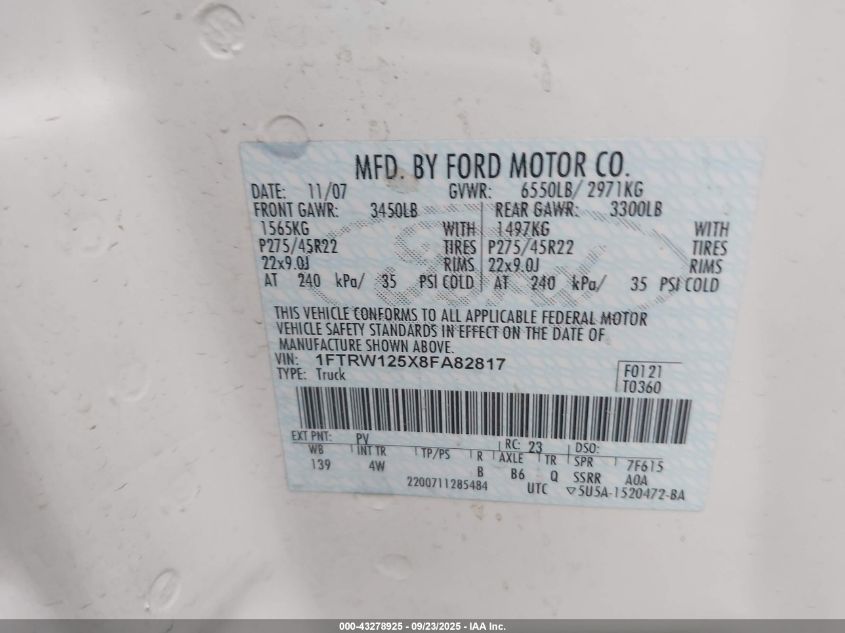 MFD. BY FORD MOTOR CO.
DATE: 11/07 GVWR: 6550LB/ 2971KG
FRONT GAWR: 3450LB REAR GAWR: 3300LB
1565KG WITH 1497KG WITH
P275/45R22 TIRES P275/45R22 TIRES
22x9.0J RIMS 22x9.0J RIMS
AT 240 kPa/ 35 PSI COLD AT 240 kPa/ 35 PSI COLD
THIS VEHICLE CONFORMS TO ALL APPLICABLE FEDERAL MOTOR
VEHICLE SAFETY STANDARDS IN EFFECT ON THE DATE OF
MANUFACTURE SHOWN ABOVE.
VIN: 1FTRW125X8FA82817
TYPE: Truck
F0121
T0360
EXT PNT: PV RC: 23 DSO:
WB INT TR TP/PS R AXLE TR SPR 7F615
139 4W B B6 Q SSRR A0A
2200711285484 UTC ▽5U5A-1520472-BA
000-43278925 - 09/23/2025 - IAA Inc.